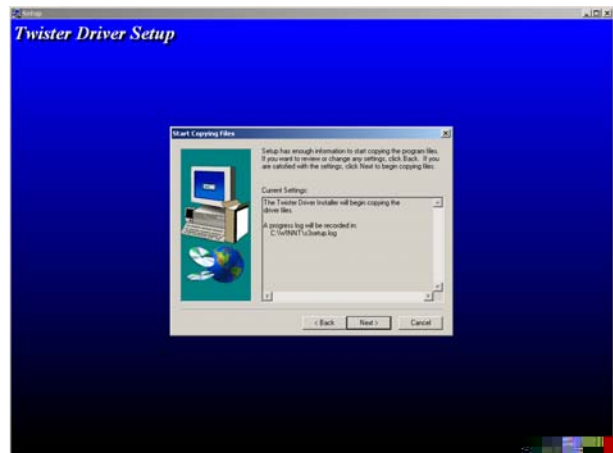 Setup
Twister Driver Setup
Start Copying Files
Setup has enough information to start copying the program files.
If you want to review or change any settings, click Back. If you
are satisfied with the settings, click Next to begin copying files.
Current Settings:
The Twister Driver Installer will begin copying the
driver files.
A progress log will be recorded in:
C:\WINNT\s3setup.log
< Back
Next >
Cancel